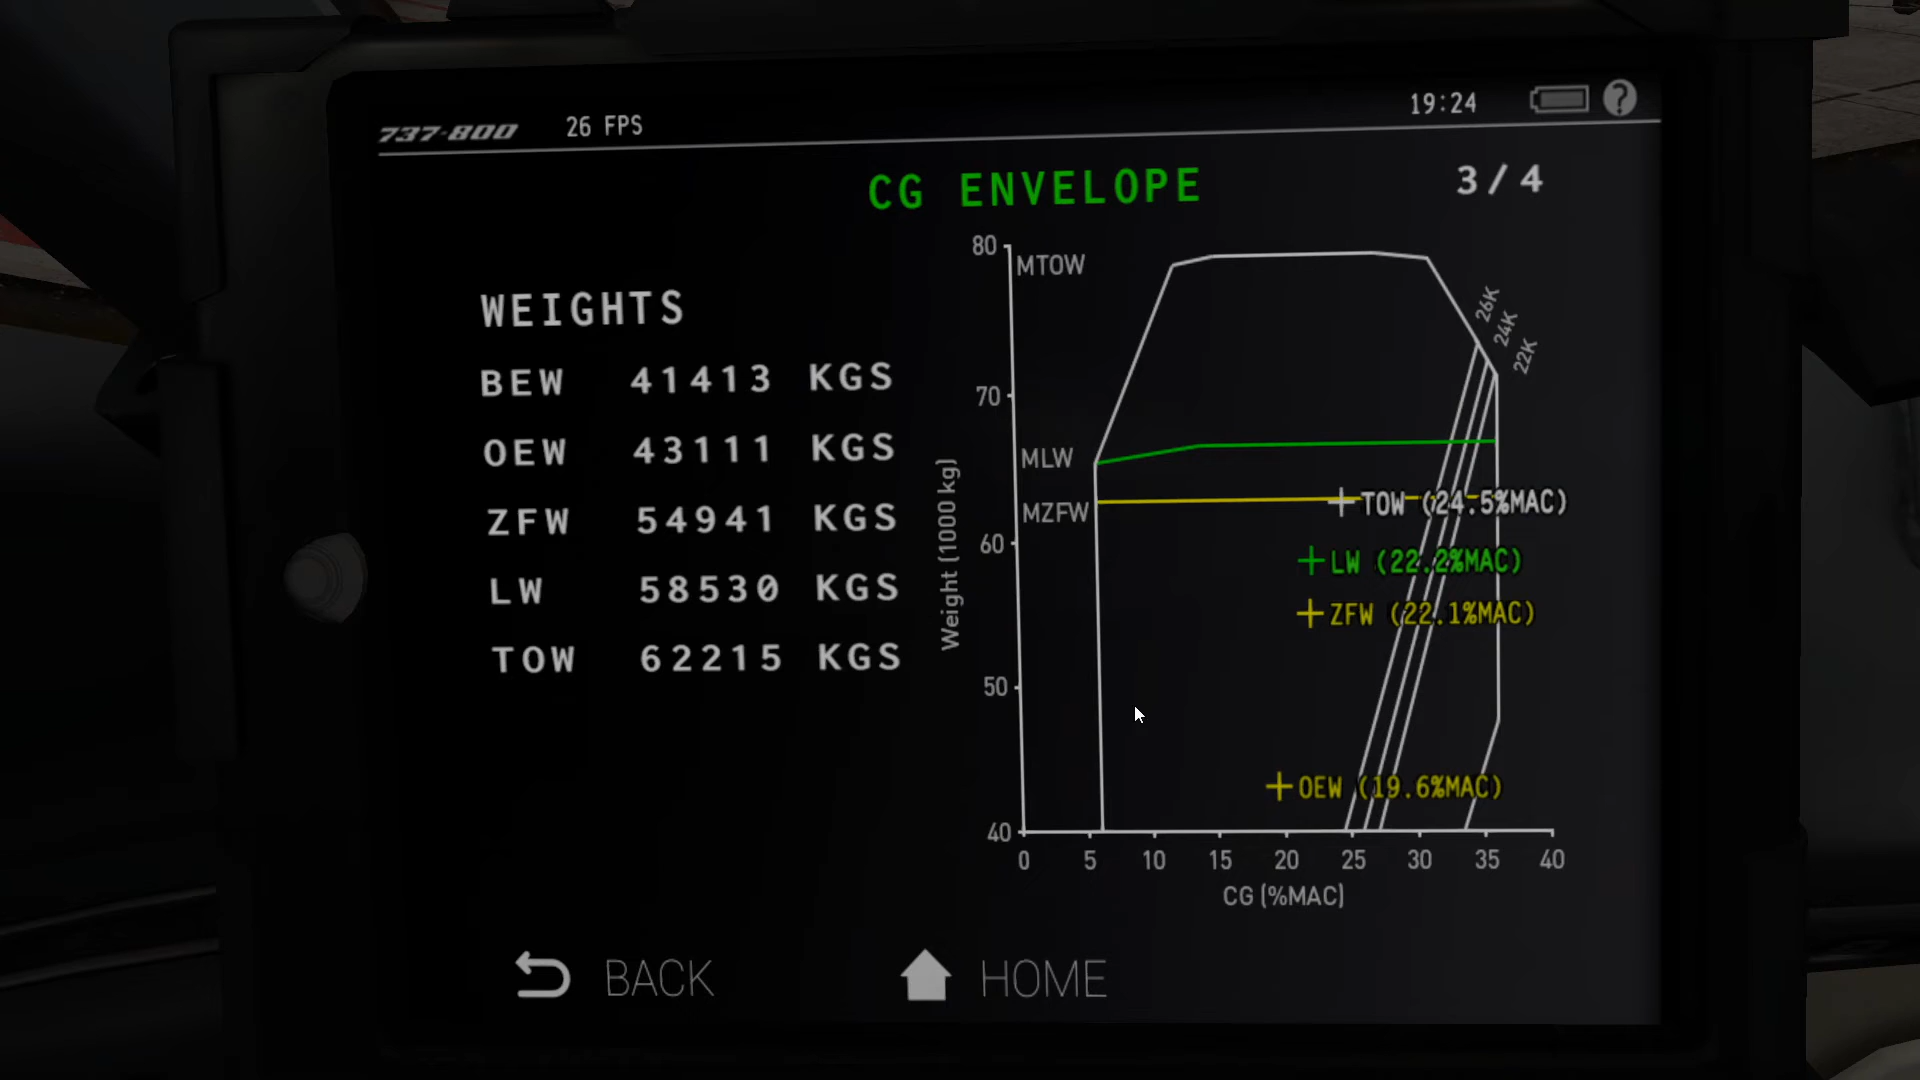 737-800 26 FPS 19:24 ?
CG ENVELOPE 3/4
WEIGHTS
BEW 41413 KGS
OEW 43111 KGS
ZFW 54941 KGS
LW 58530 KGS
TOW 62215 KGS
Weight (1000 kg)
80
70
60
50
40
MTOW
MLW
MZFW
26K
24K
22K
TOW (24.5%MAC)
LW (22.2%MAC)
ZFW (22.1%MAC)
OEW (19.6%MAC)
0 5 10 15 20 25 30 35 40
CG (%MAC)
BACK HOME